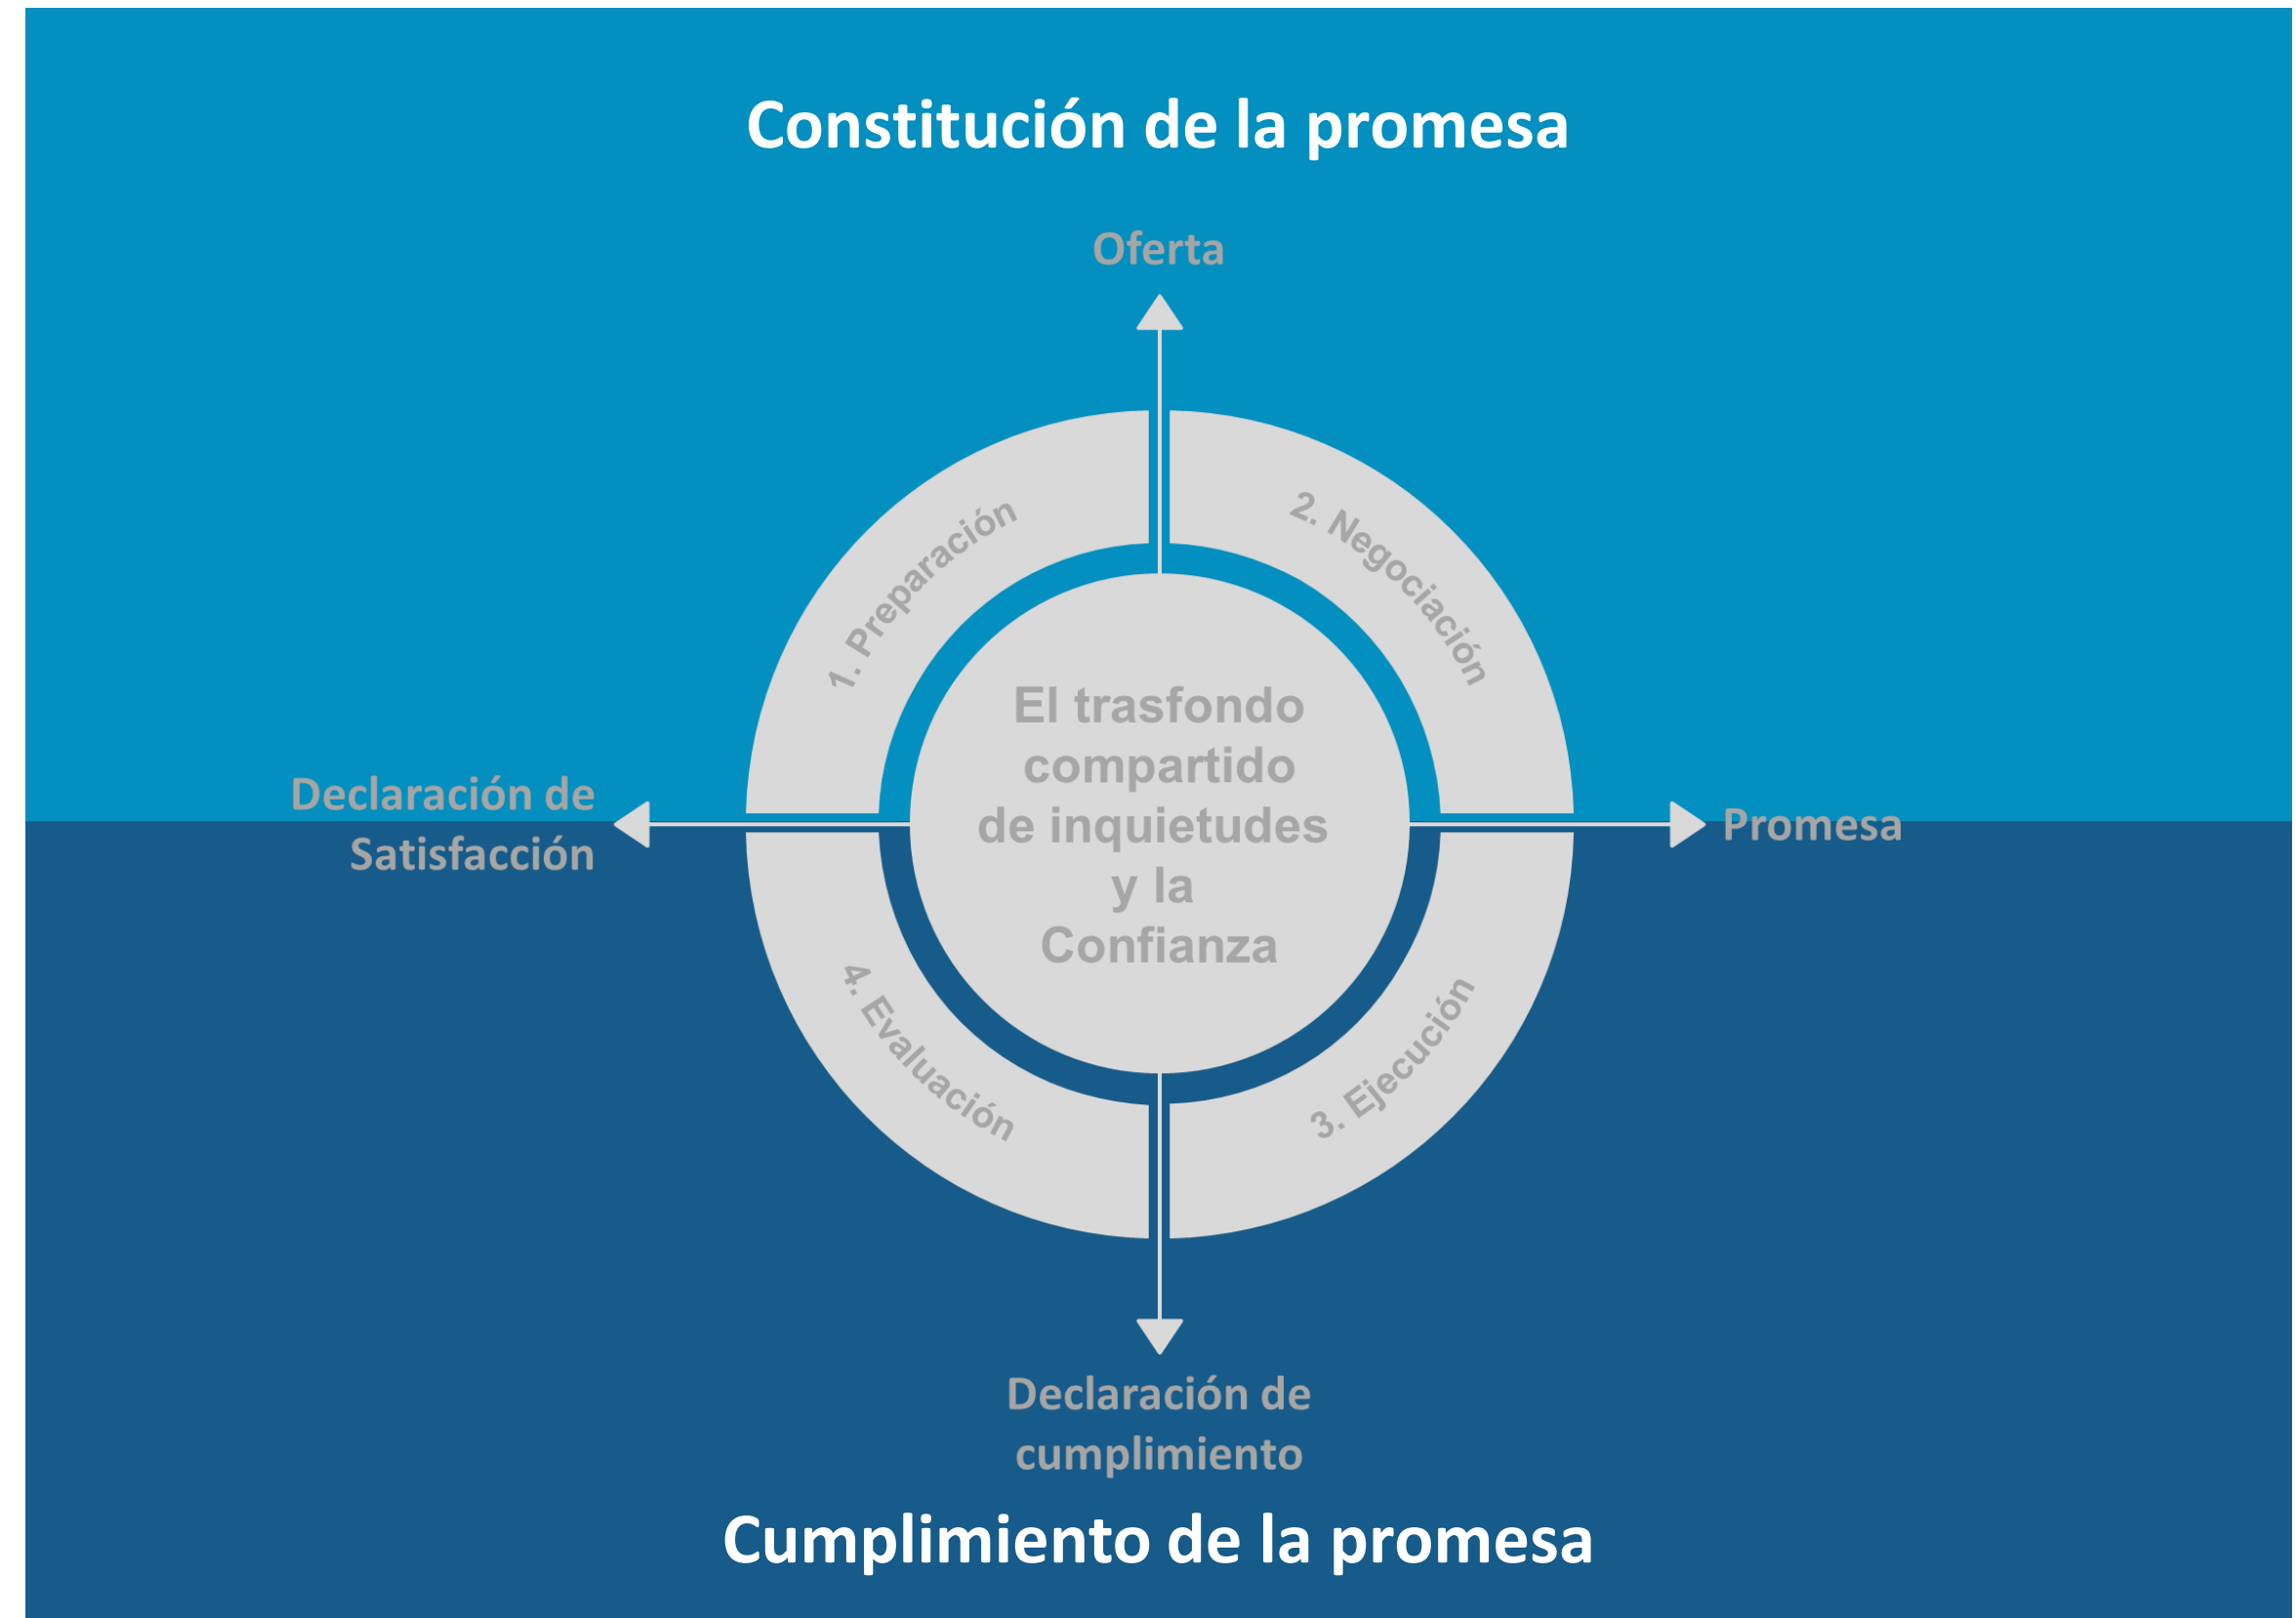 Constitución de la promesa
Oferta
1. Preparación
2. Negociación
El trasfondo
compartido
de inquietudes
y la
Confianza
Declaración de
Satisfacción
Promesa
4. Evaluación
3. Ejecución
Declaración de
cumplimiento
Cumplimiento de la promesa